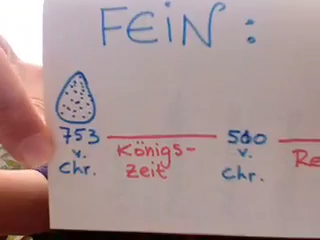 FEiN:
753 v. Chr.
Königs-
zeit
500 v. Chr.
Re